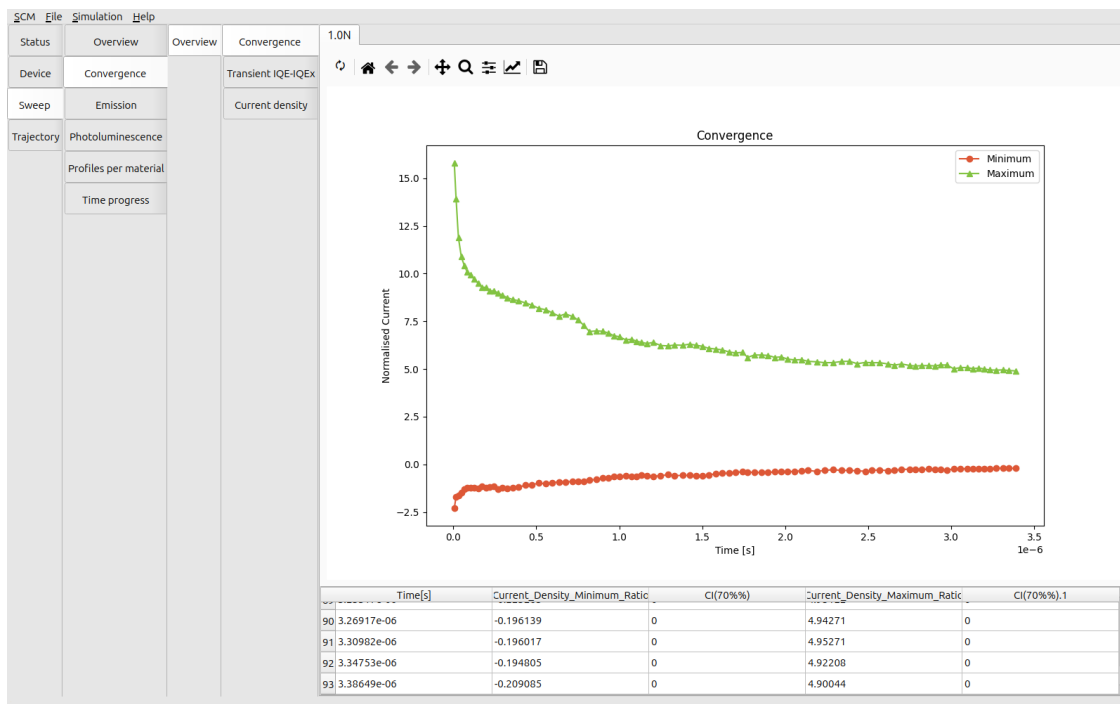 SCM File Simulation Help
Status
Device
Sweep
Trajectory
Overview
Convergence
Emission
Photoluminescence
Profiles per material
Time progress
Overview
Convergence
Transient IQE-IQEx
Current density
1.0N
Convergence
Minimum
Maximum
Normalised Current
15.0
12.5
10.0
7.5
5.0
2.5
0.0
−2.5
0.0 0.5 1.0 1.5 2.0 2.5 3.0 3.5
Time [s]
1e−6
Time[s] Current_Density_Minimum_Ratio CI(70%%) Current_Density_Maximum_Ratio CI(70%%).1
90 3.26917e-06 -0.196139 0 4.94271 0
91 3.30982e-06 -0.196017 0 4.95271 0
92 3.34753e-06 -0.194805 0 4.92208 0
93 3.38649e-06 -0.209085 0 4.90044 0